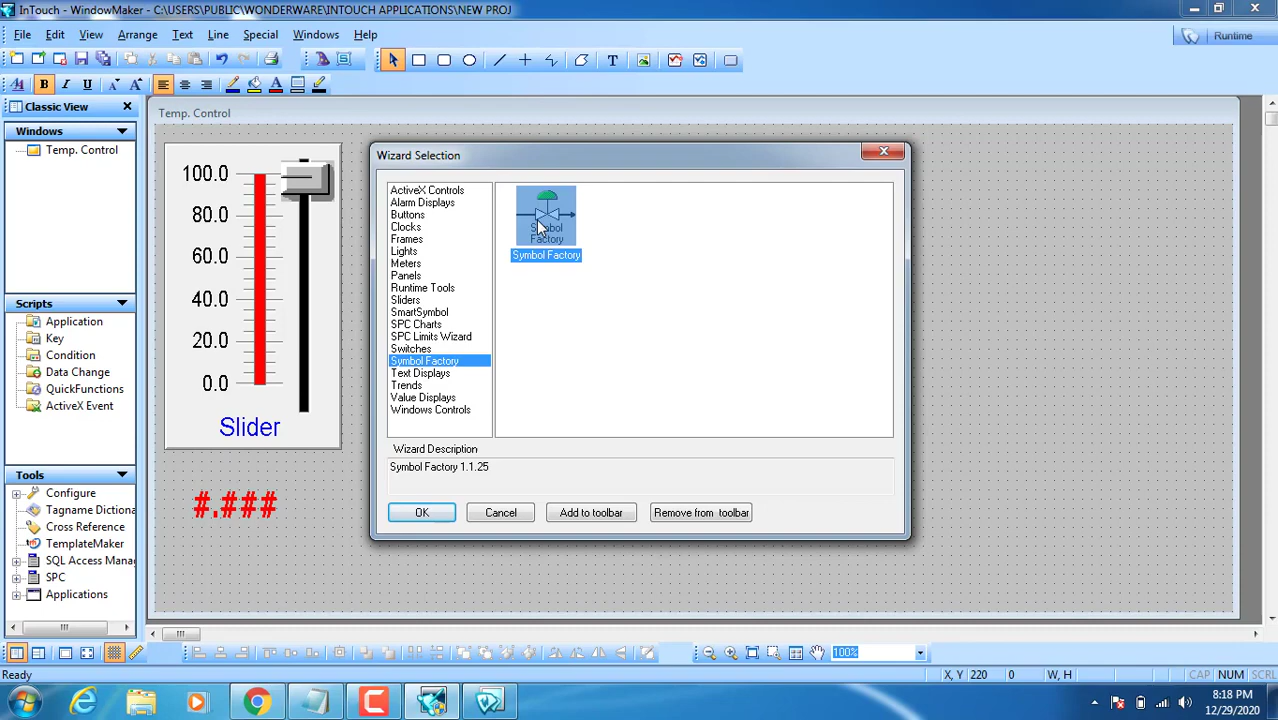 InTouch - WindowMaker - C:\USERS\PUBLIC\WONDERWARE\INTOUCH APPLICATIONS\NEW PROJ
File Edit View Arrange Text Line Special Windows Help
Runtime
Classic View
Windows
Temp. Control
Scripts
Application
Key
Condition
Data Change
QuickFunctions
ActiveX Event
Tools
Configure
Tagname Dictiona
Cross Reference
TemplateMaker
SQL Access Mana
SPC
Applications
Temp. Control
100.0
80.0
60.0
40.0
20.0
0.0
Slider
#.###
Wizard Selection
ActiveX Controls
Alarm Displays
Buttons
Clocks
Frames
Lights
Meters
Panels
Runtime Tools
Sliders
SmartSymbol
SPC Charts
SPC Limits Wizard
Switches
Symbol Factory
Text Displays
Trends
Value Displays
Windows Controls
Symbol
Factory
Symbol Factory
Wizard Description
Symbol Factory 1.1.25
OK Cancel Add to toolbar Remove from toolbar
100%
Ready X, Y 220 0 W, H CAP NUM SCRL
8:18 PM
12/29/2020